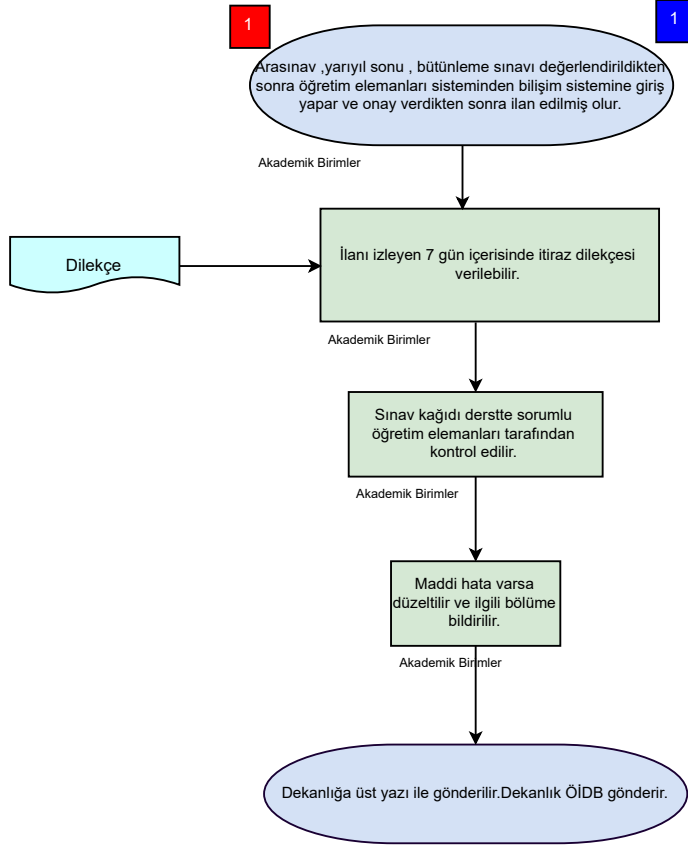 1
1
Arasınav ,yarıyıl sonu , bütünleme sınavı değerlendirildikten
sonra öğretim elemanları sisteminden bilişim sistemine giriş
yapar ve onay verdikten sonra ilan edilmiş olur.
Akademik Birimler
Dilekçe
İlanı izleyen 7 gün içerisinde itiraz dilekçesi
verilebilir.
Akademik Birimler
Sınav kağıdı derstte sorumlu
öğretim elemanları tarafından
kontrol edilir.
Akademik Birimler
Maddi hata varsa
düzeltilir ve ilgili bölüme
bildirilir.
Akademik Birimler
Dekanlığa üst yazı ile gönderilir.Dekanlık ÖİDB gönderir.